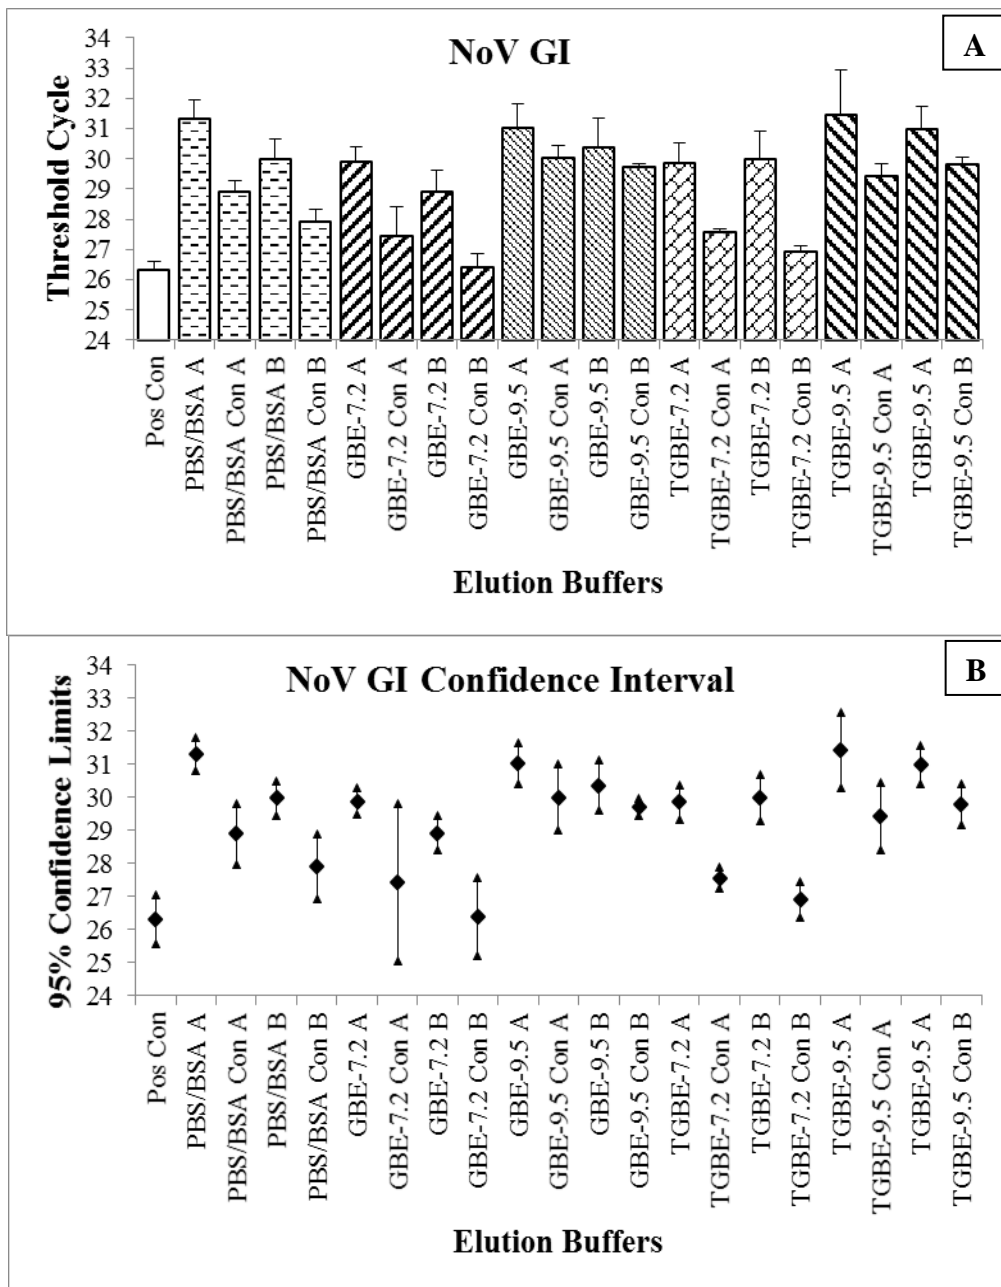 A
NoV GI
Threshold Cycle
34
33
32
31
30
29
28
27
26
25
24
Pos Con
PBS/BSA A
PBS/BSA Con A
PBS/BSA B
PBS/BSA Con B
GBE-7.2 A
GBE-7.2 Con A
GBE-7.2 B
GBE-7.2 Con B
GBE-9.5 A
GBE-9.5 Con A
GBE-9.5 B
GBE-9.5 Con B
TGBE-7.2 A
TGBE-7.2 Con A
TGBE-7.2 B
TGBE-7.2 Con B
TGBE-9.5 A
TGBE-9.5 Con A
TGBE-9.5 A
TGBE-9.5 Con B
Elution Buffers
B
NoV GI Confidence Interval
95% Confidence Limits
34
33
32
31
30
29
28
27
26
25
24
Pos Con
PBS/BSA A
PBS/BSA Con A
PBS/BSA B
PBS/BSA Con B
GBE-7.2 A
GBE-7.2 Con A
GBE-7.2 B
GBE-7.2 Con B
GBE-9.5 A
GBE-9.5 Con A
GBE-9.5 B
GBE-9.5 Con B
TGBE-7.2 A
TGBE-7.2 Con A
TGBE-7.2 B
TGBE-7.2 Con B
TGBE-9.5 A
TGBE-9.5 Con A
TGBE-9.5 A
TGBE-9.5 Con B
Elution Buffers